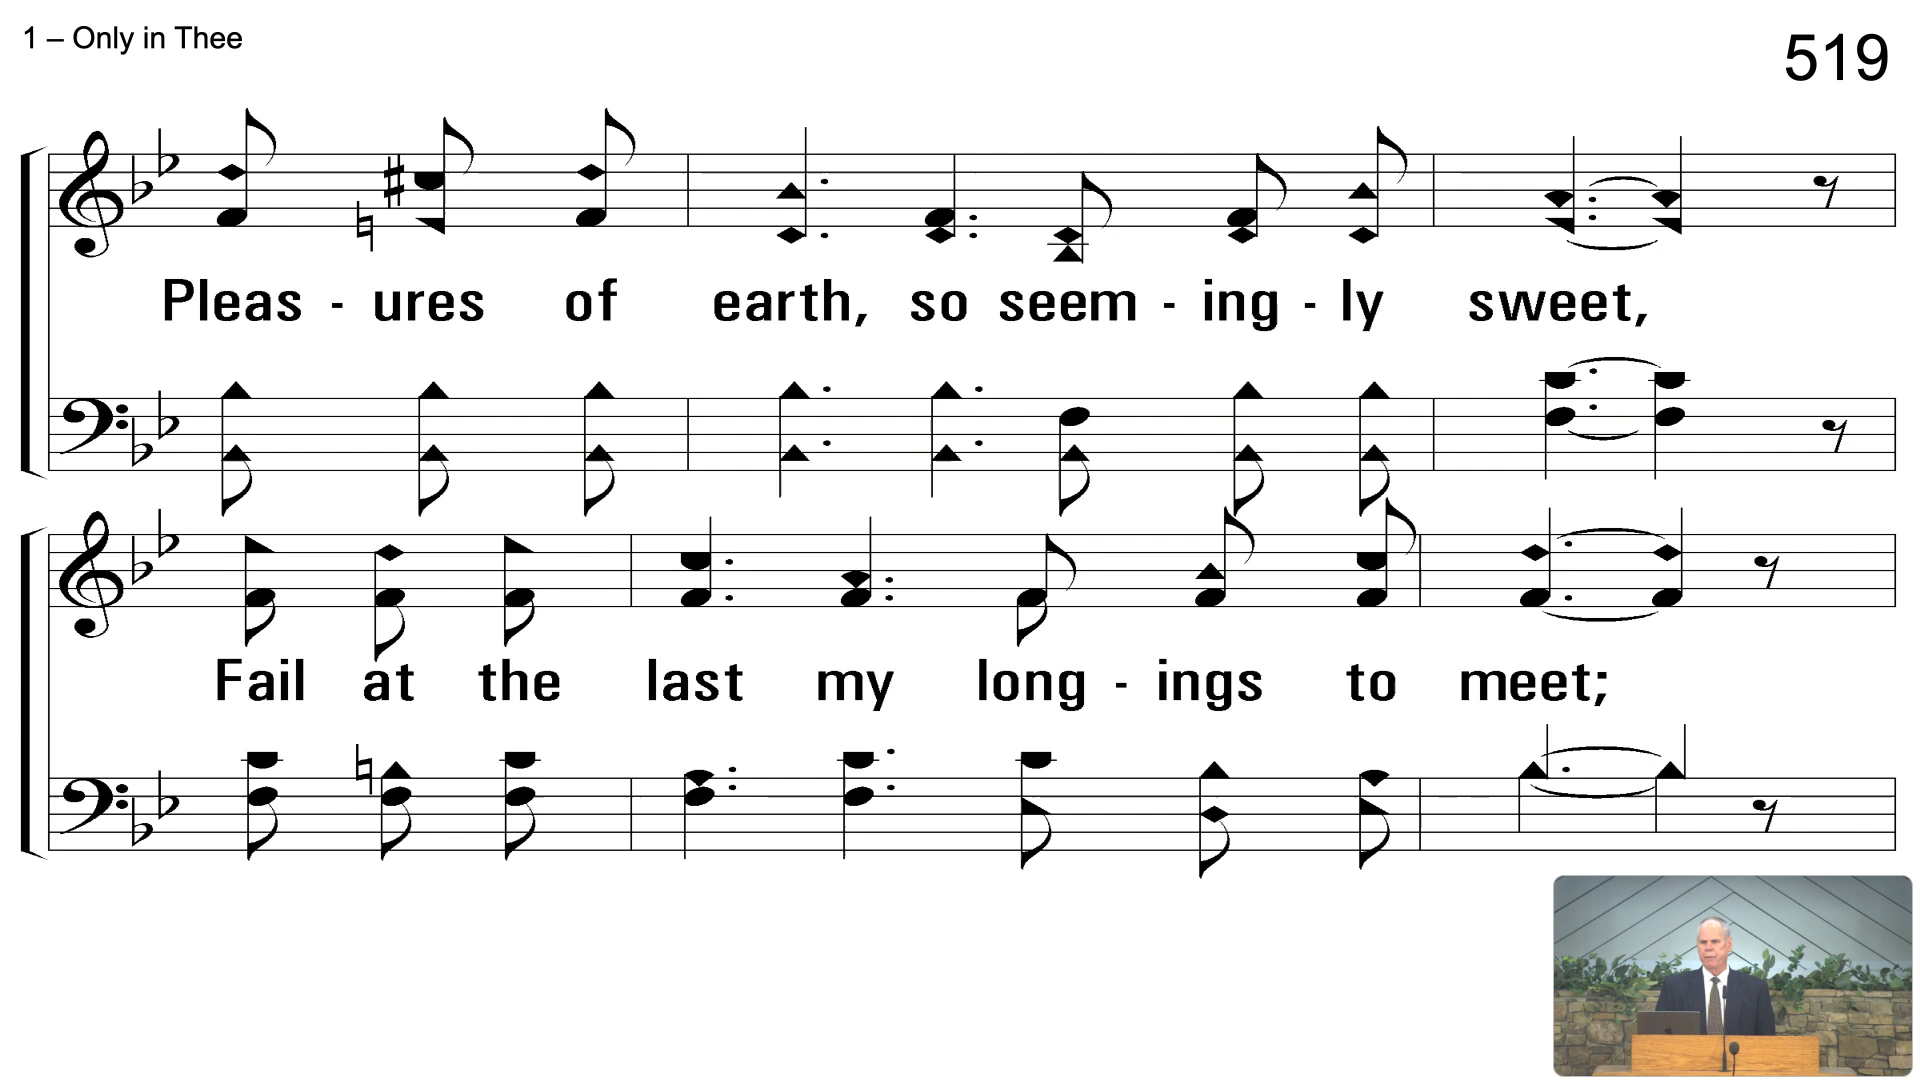 1 – Only in Thee
519
Pleas - ures of earth, so seem - ing - ly sweet,
Fail at the last my long - ings to meet;